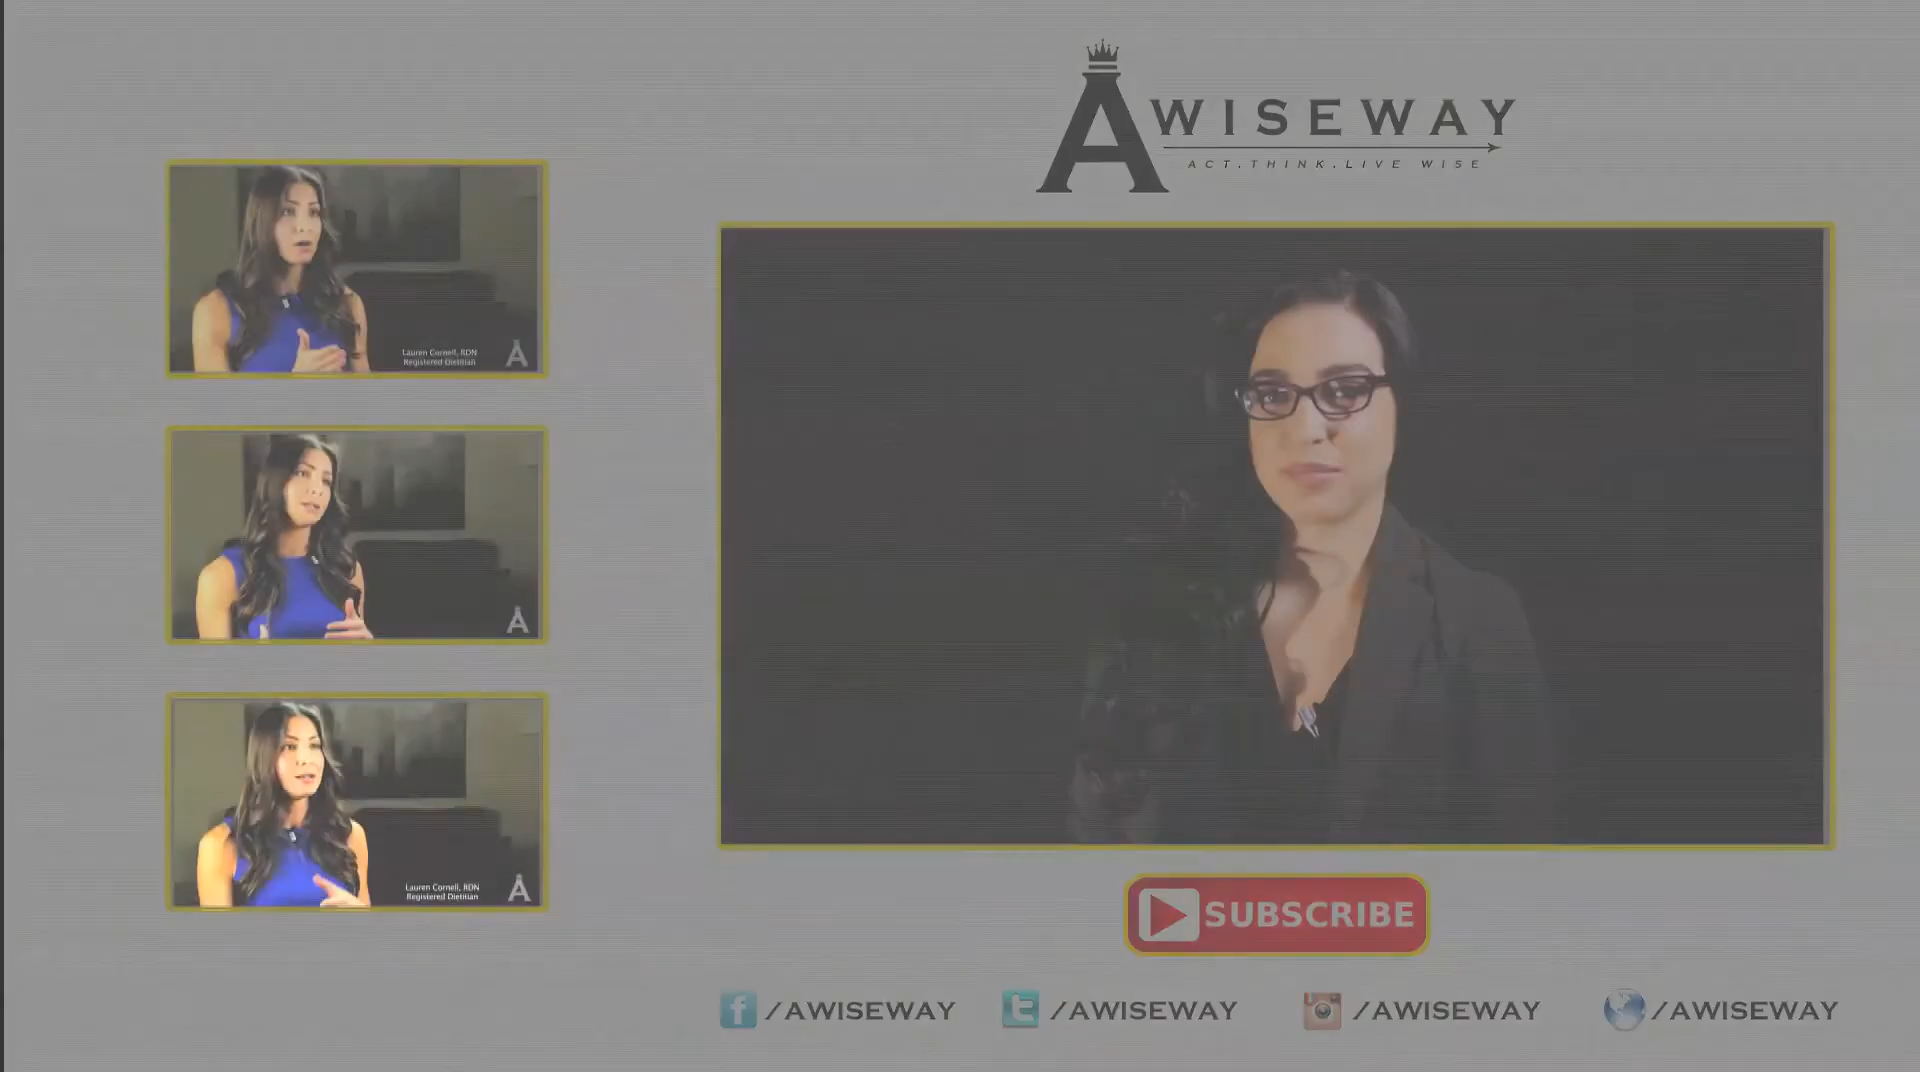 AWISEWAY
ACT.THINK.LIVE WISE
Lauren Cornell, RDN
Registered Dietitian
A
A
Lauren Cornell, RDN
Registered Dietitian
A
SUBSCRIBE
/AWISEWAY
/AWISEWAY
/AWISEWAY
/AWISEWAY